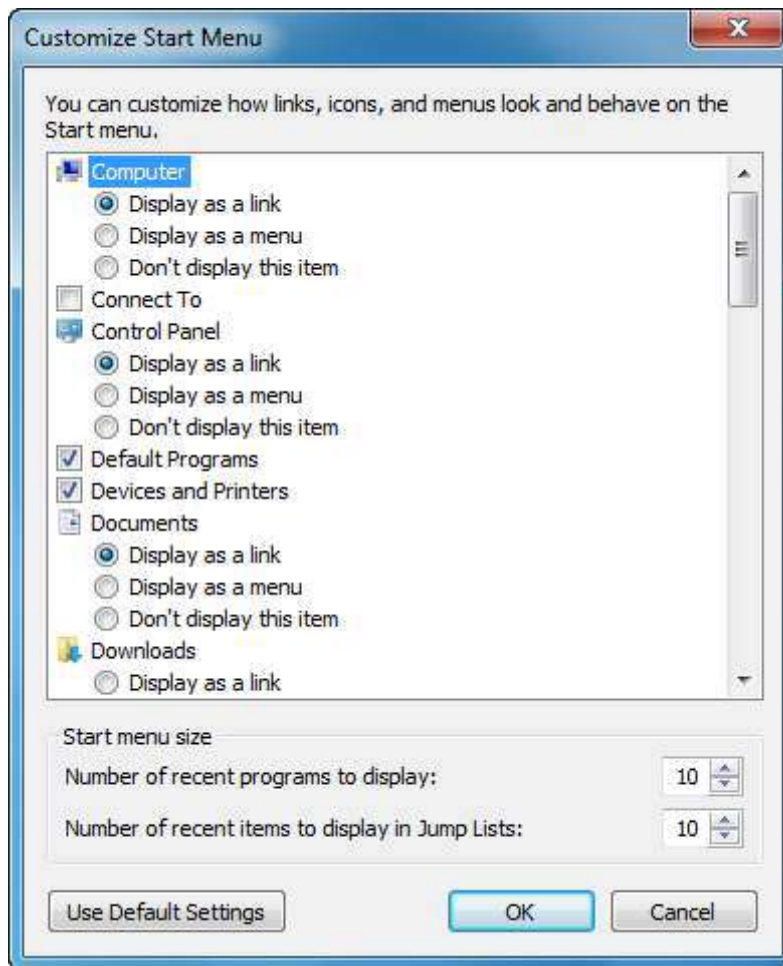 Customize Start Menu
You can customize how links, icons, and menus look and behave on the
Start menu.
Computer
Display as a link
Display as a menu
Don't display this item
Connect To
Control Panel
Display as a link
Display as a menu
Don't display this item
Default Programs
Devices and Printers
Documents
Display as a link
Display as a menu
Don't display this item
Downloads
Display as a link
Start menu size
Number of recent programs to display: 10
Number of recent items to display in Jump Lists: 10
Use Default Settings OK Cancel